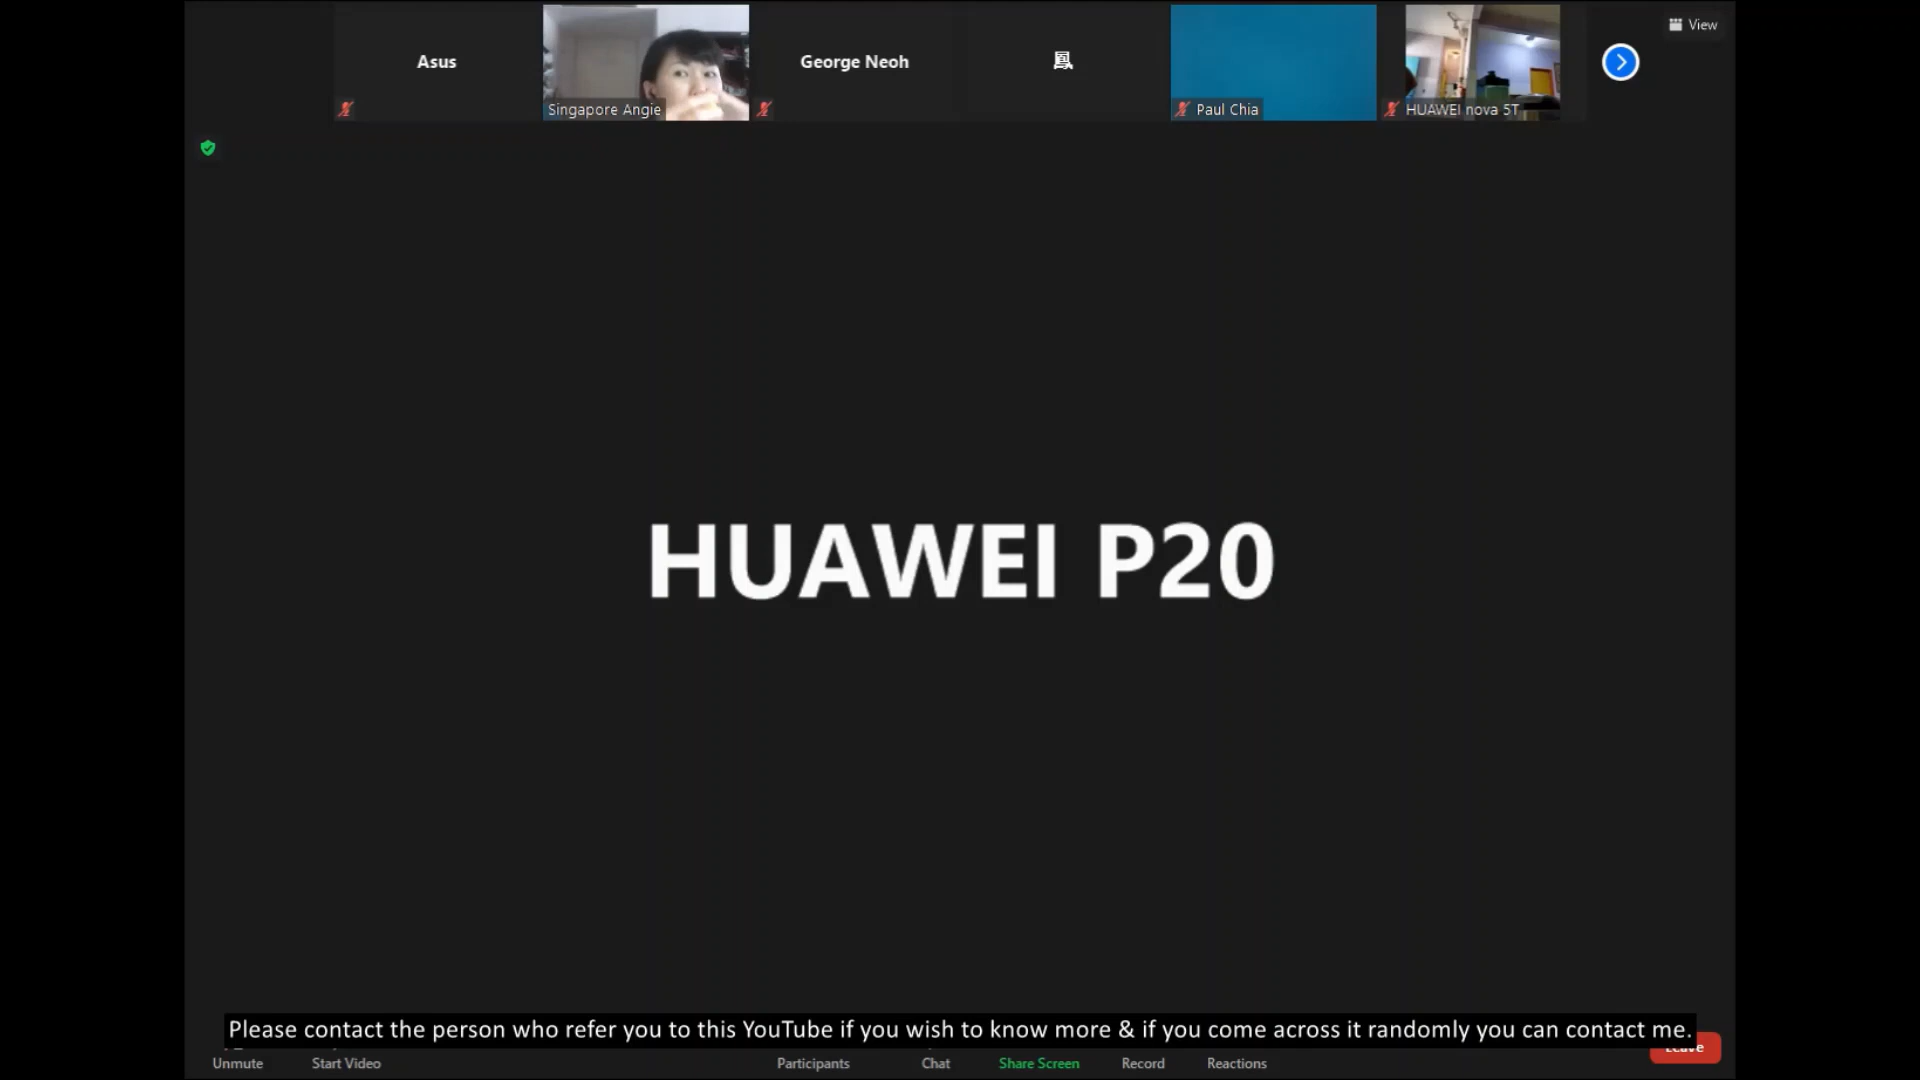 Asus
Singapore Angie
George Neoh
鳳
Paul Chia
HUAWEI nova 5T
View
HUAWEI P20
Please contact the person who refer you to this YouTube if you wish to know more & if you come across it randomly you can contact me.
Leave
Unmute
Start Video
Participants
Chat
Share Screen
Record
Reactions